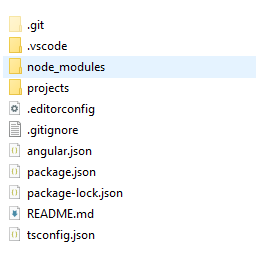 .git
.vscode
node_modules
projects
.editorconfig
.gitignore
angular.json
package.json
package-lock.json
README.md
tsconfig.json